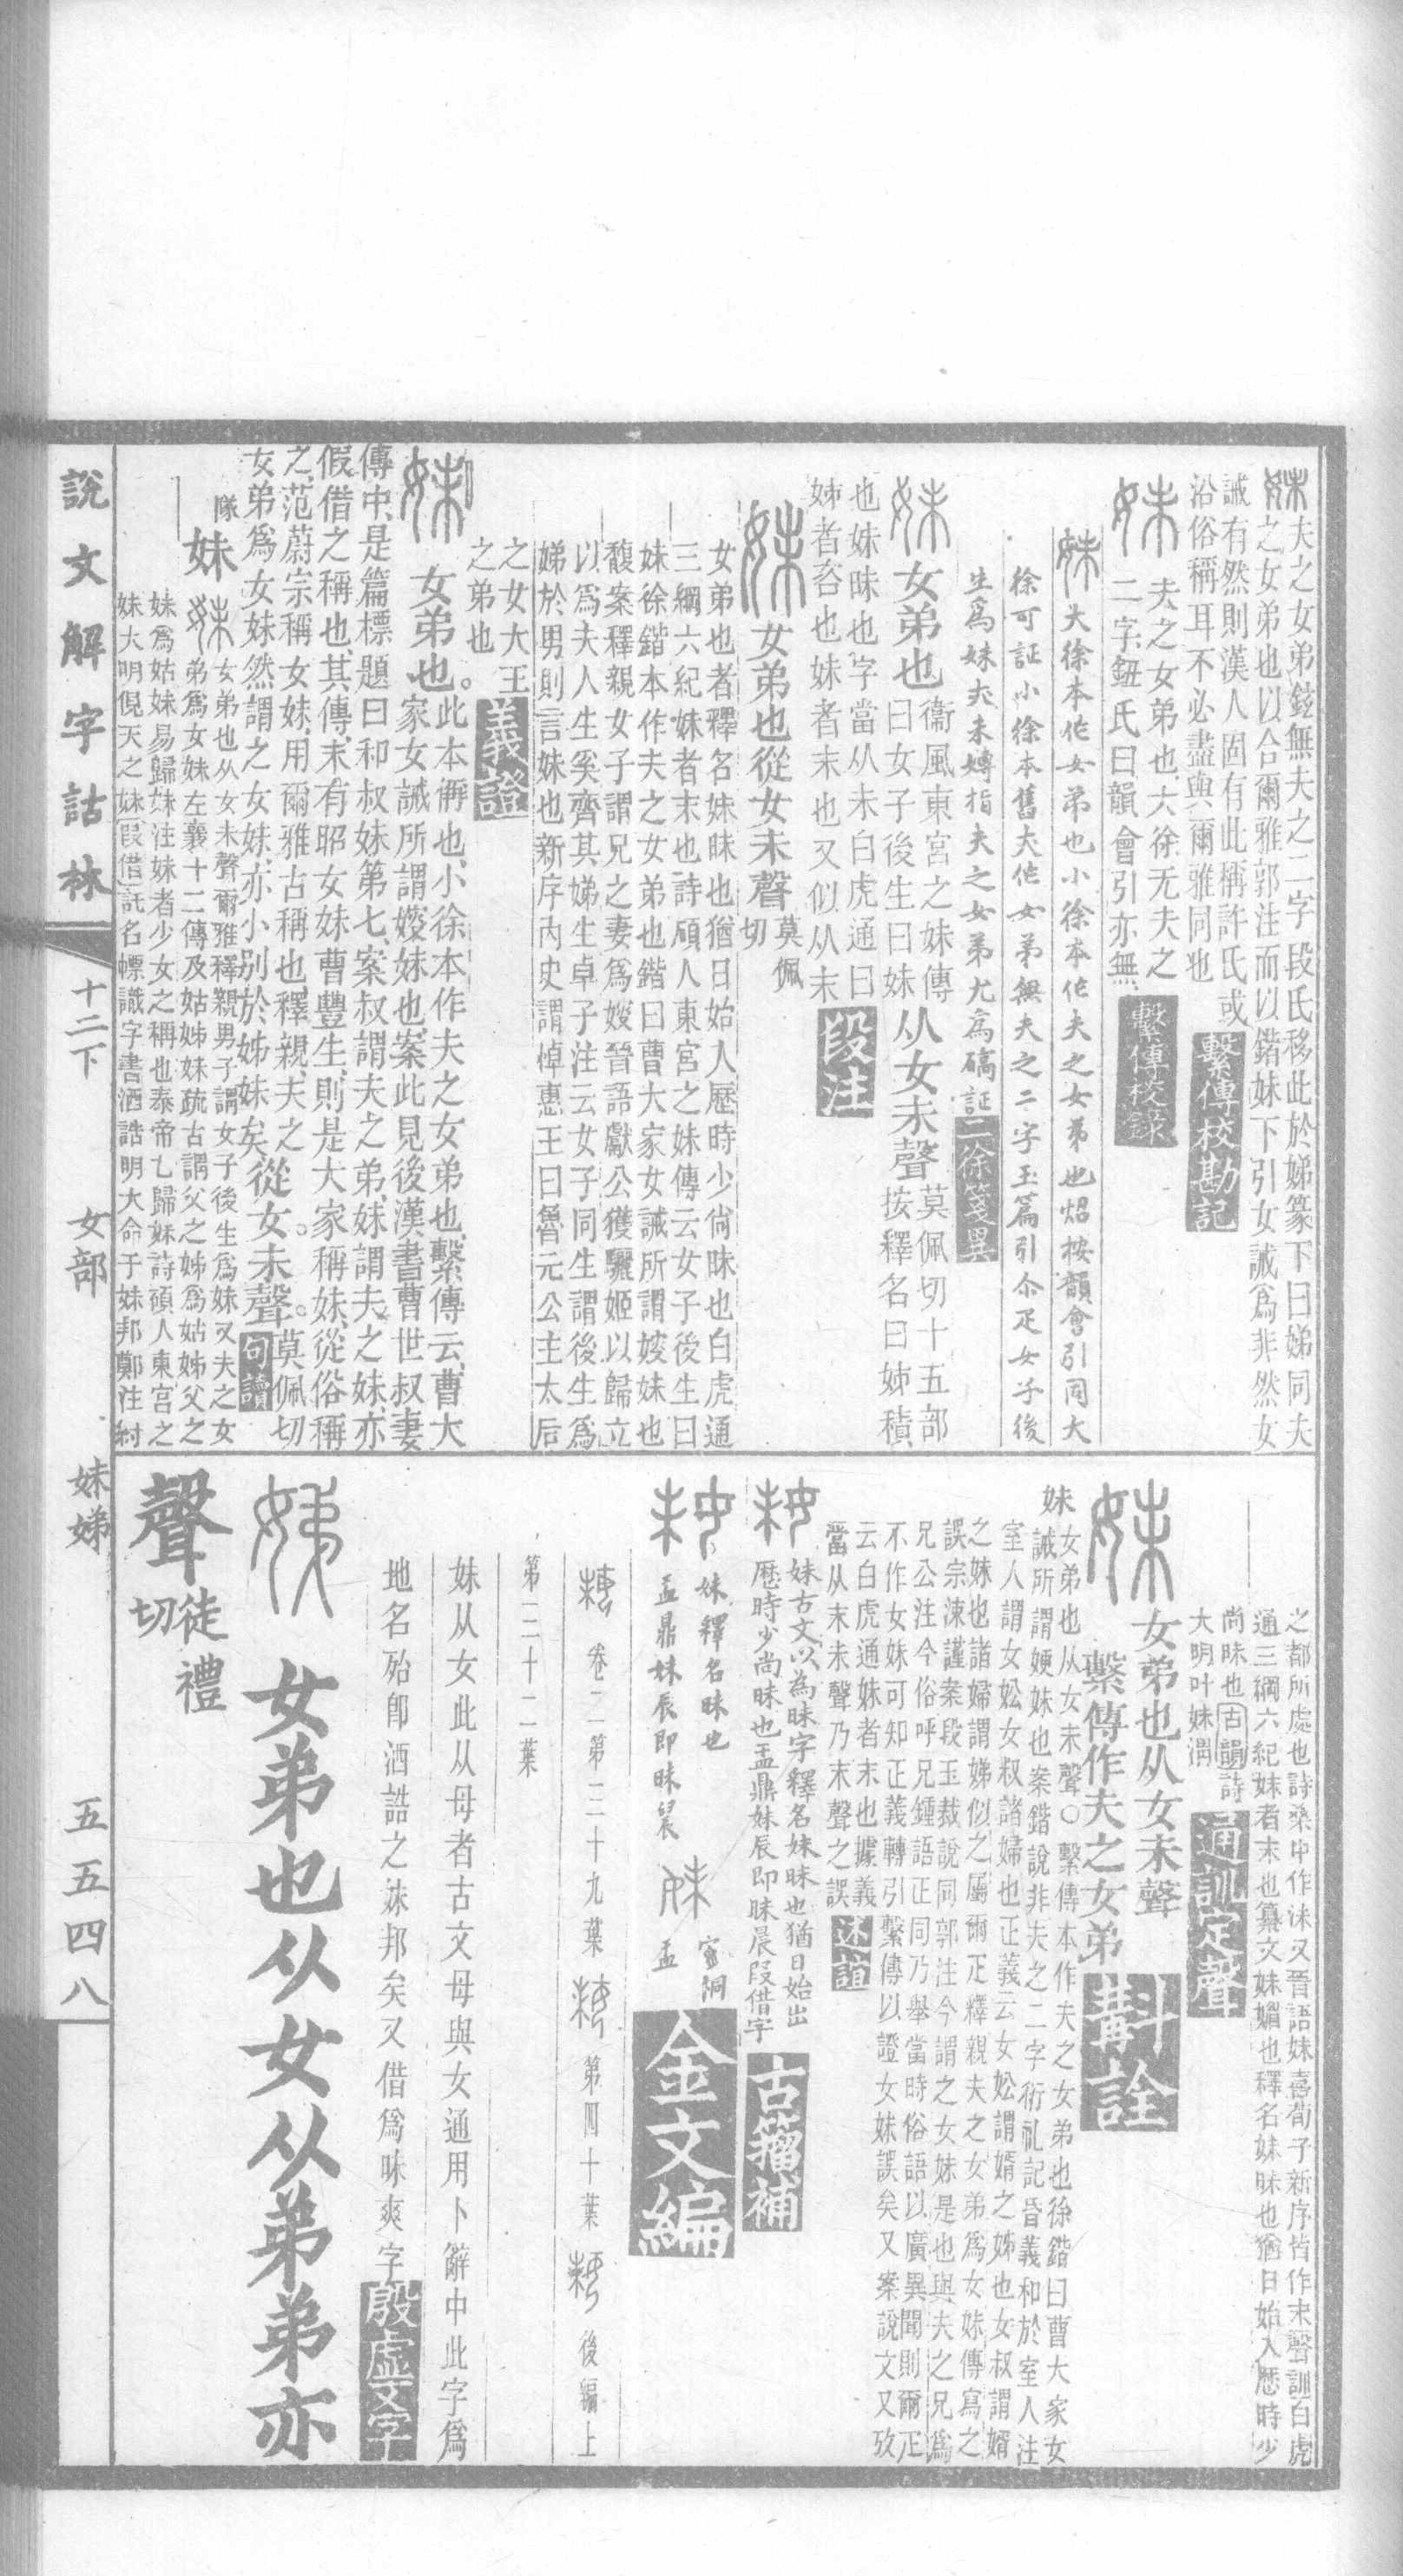 妹夫之女弟鉉無夫之二字段氏移此於娣篆下曰娣同夫
之女弟也以合爾雅郭注而以鍇妹下引女誡為非然女
誡有然則漢人固有此稱許氏或
沿俗稱耳不必盡與爾雅同也
繫傳校勘記
妹
夫之女弟也大徐无夫之
二字鈕氏曰韻會引亦無
繫傳校錄
妹大徐本作女弟也小徐本作夫之女弟也炤按韻會引同大
徐可証小徐本舊夫作女弟無夫之二字玉篇引尒疋女子後
生為妹夾未嫥指夫之女弟尤為碻証
二徐箋異
妹
女弟也
衞風東宮之妹傳
曰女子後生曰妹
从女未聲
莫佩切十五部
按釋名曰姊積
也妹昧也字當从未白虎通曰
姊者咨也妹者末也又似从末
段注
妹
女弟也從女未聲
莫佩
切
女弟也者釋名妹昧也猶日始入歷時少尙昧也白虎通
三綱六紀妹者末也詩碩人東宮之妹傳云女子後生曰
妹徐鍇本作夫之女弟也鍇曰曹大家女誡所謂嫂妹也
馥案釋親女子謂兄之妻為嫂晉語獻公獲驪姬以歸立
以為夫人生奚齊其娣生卓子注云女子同生謂後生為
娣於男則言妹也新序內史謂悼惠王曰魯元公主太后
之女大王
之弟也
義證
妹
女弟也。
此本稱也小徐本作夫之女弟也繫傳云曹大
家女誡所謂嫂妹也案此見後漢書曹世叔妻
傳中是篇標題曰和叔妹第七案叔謂夫之弟妹謂夫之妹亦
假借之稱也其傳末有昭女妹曹豐生則是大家稱妹從俗稱
之范蔚宗稱女妹用爾雅古稱也釋親夫之
女弟為女妹然謂之女妹亦小別於姊妹矣
從女。未聲。
莫佩切
句讀
隊
妹
妹
女弟也从女未聲爾雅釋親男子謂女子後生為妹又夫之女
弟為女妹左襄十二傳及姑姊妹疏古謂父之姊為姑姊父之
妹為姑妹易歸妹注妹者少女之稱也泰帝乙歸妹詩碩人東宮之
妹大明俔天之妹叚借託名幖識字書酒誥明大命于妹邦鄭注紂
之都所處也詩桑中作沬又晉語妹喜荀子新序皆作末聲訓白虎
通三綱六紀妹者末也纂文妹媚也釋名妹昧也猶日始入歷時少
尚昧也古韻詩
大明叶妹渭
通訓定聲
妹
女弟也从女未聲
繫傳作夫之女弟
斠詮
妹
女弟也从女未聲○繫傳本作夫之女弟也徐鍇曰曹大家女
誡所謂㛐妹也案鍇說非夫之二字衍禮記昏義和於室人注
室人謂女妐女叔諸婦也正義云女妐謂婿之姊也女叔謂婿
之妹也諸婦謂娣似之屬爾疋釋親夫之女弟為女妹傳寫之
誤宗涑謹案段玉裁說同郭注今謂之女妹是也與夫之兄為
兄公注今俗呼兄鍾語正同乃舉當時俗語以廣異聞則爾疋
不作女妹可知正義轉引繫傳以證女妹誤矣又案說文又攷
云白虎通妹者末也據義
當从末未聲乃末聲之誤
述誼
妹古文以為昧字釋名妹昧也猶日始出
歷時少尚昧也盂鼎妹辰即昧晨叚借字
古籀補
妹釋名昧也
盂鼎妹辰即昧晨
盂
金文編
卷二第三十九葉
第四十葉
後編上
第二十二葉
妹从女此从母者古文母與女通用卜辭中此字為
地名殆卽酒誥之沬邦矣又借為昧爽字
殷虛文字
娣
女弟也从女从弟弟亦
聲
徒禮
切
說文解字詁林
十二下
女部
妹娣
五五四八